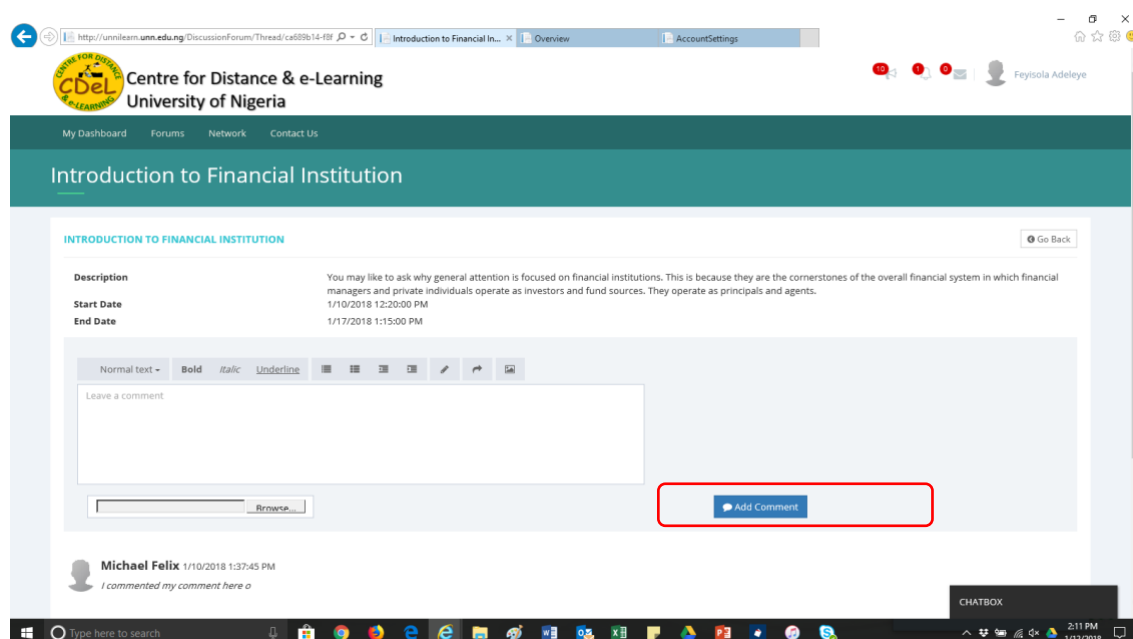 http://unnilearn.unn.edu.ng/DiscussionForum/Thread/ca689b14-f8f
Introduction to Financial In...
Overview
AccountSettings
CENTRE FOR DISTANCE
CDeL
& e-LEARNING
Centre for Distance & e-Learning
University of Nigeria
10
1
0
Feyisola Adeleye
My Dashboard Forums Network Contact Us
Introduction to Financial Institution
INTRODUCTION TO FINANCIAL INSTITUTION
Go Back
Description
You may like to ask why general attention is focused on financial institutions. This is because they are the cornerstones of the overall financial system in which financial
managers and private individuals operate as investors and fund sources. They operate as principals and agents.
Start Date 1/10/2018 12:20:00 PM
End Date 1/17/2018 1:15:00 PM
Normal text Bold Italic Underline
Leave a comment
Browse...
Add Comment
Michael Felix 1/10/2018 1:37:45 PM
I commented my comment here o
CHATBOX
Type here to search
2:11 PM
1/12/2018